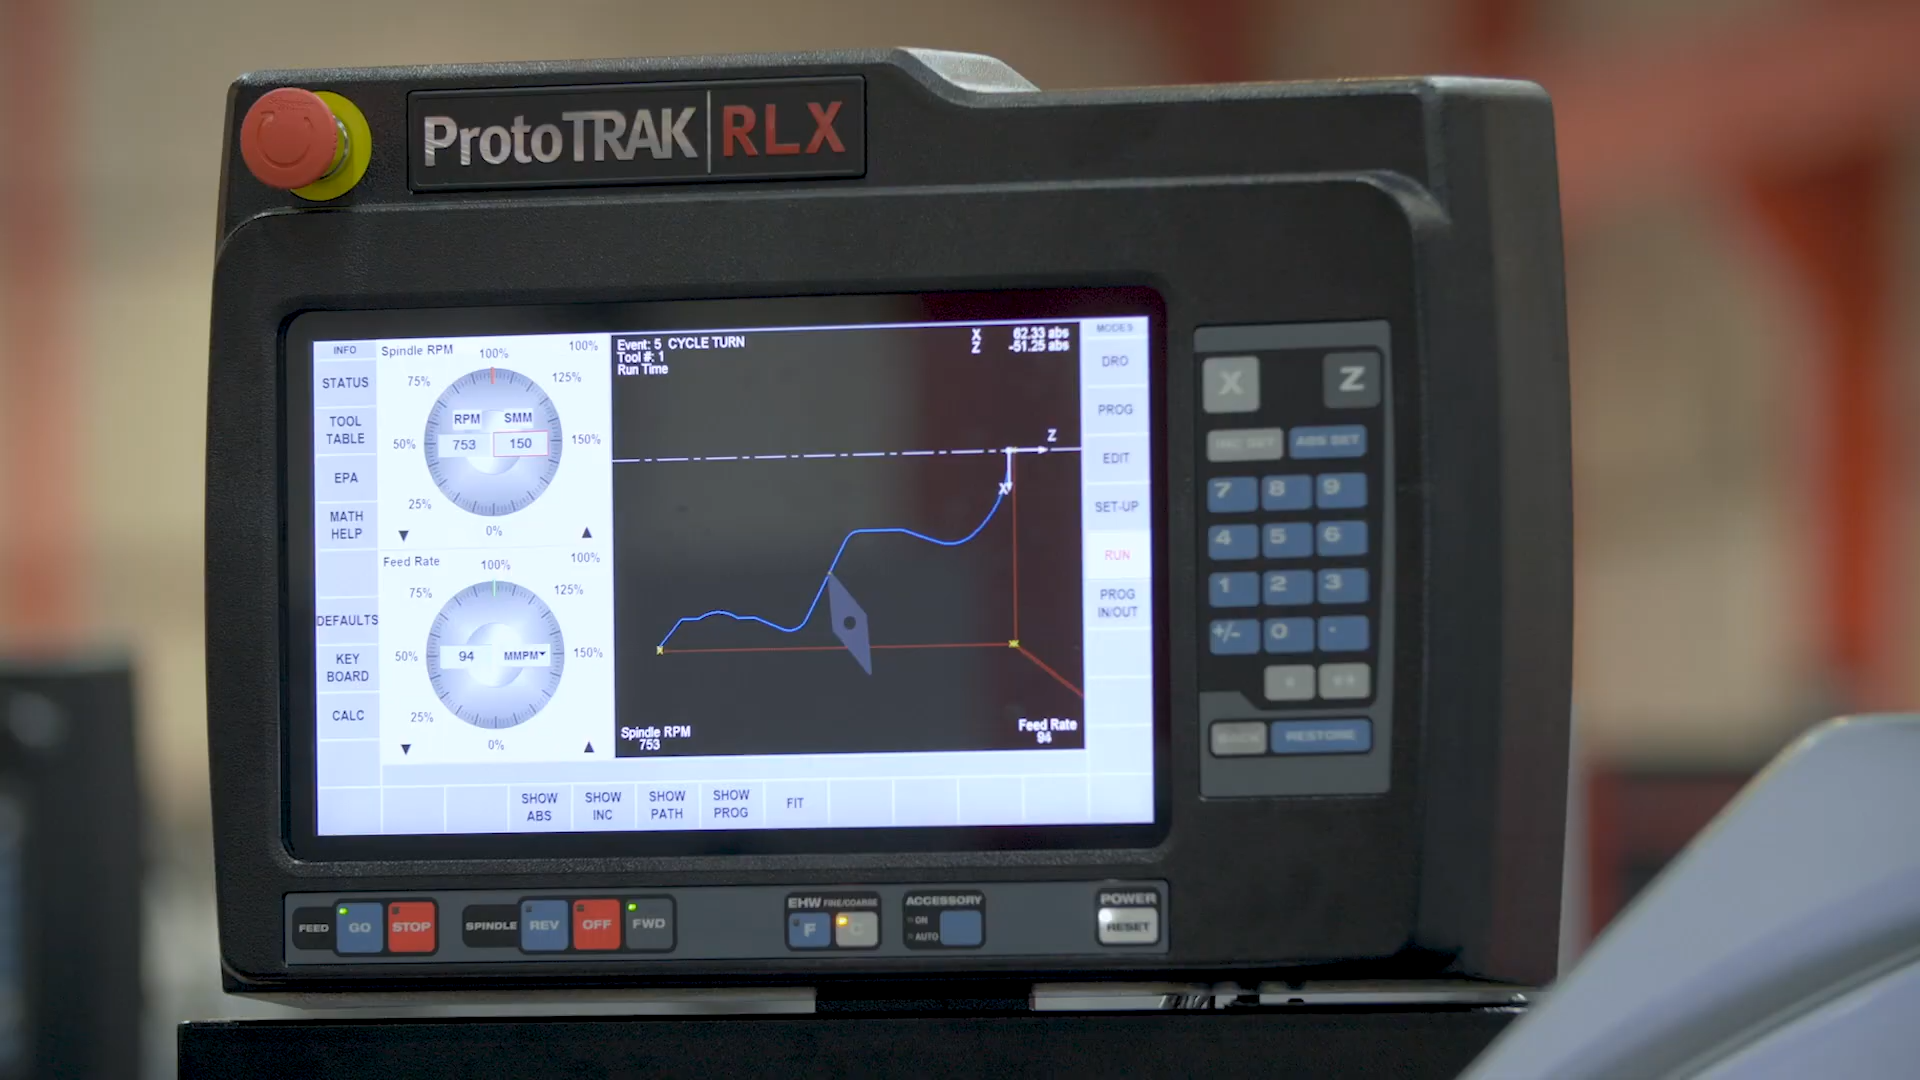 ProtoTRAK RLX
INFO
STATUS
TOOL
TABLE
EPA
MATH
HELP
DEFAULTS
KEY
BOARD
CALC
Spindle RPM
100%
100%
75%
125%
RPM
SMM
753
150
50%
150%
25%
0%
Feed Rate
100%
100%
75%
125%
94
MMPM
50%
150%
25%
0%
Event: 5 CYCLE TURN
Tool #: 1
Run Time
X 62.33 abs
Z -51.25 abs
Z
X
Spindle RPM
753
Feed Rate
94
MODES
DRO
PROG
EDIT
SET-UP
RUN
PROG
IN/OUT
SHOW
ABS
SHOW
INC
SHOW
PATH
SHOW
PROG
FIT
X Z
INC SET ABS SET
7 8 9
4 5 6
1 2 3
+/- 0
RESTORE
FEED GO STOP
SPINDLE REV OFF FWD
EHW FINE/COARSE
F C
ACCESSORY
ON
AUTO
POWER
RESET